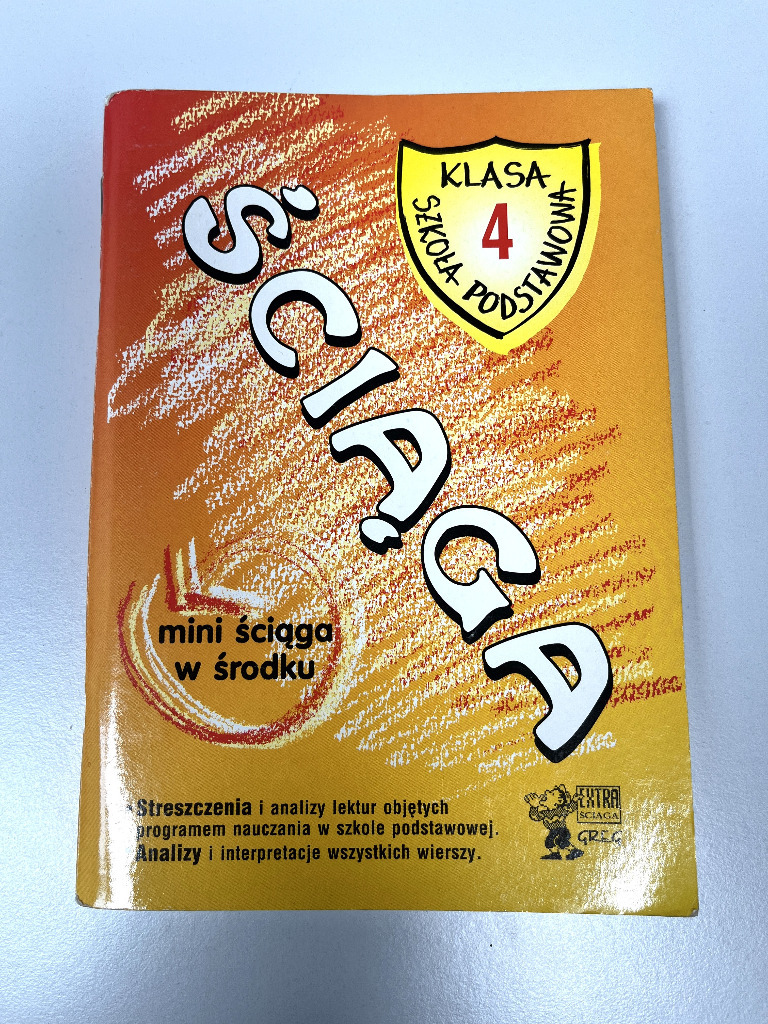 KLASA
4
SZKOŁA PODSTAWOWA
ŚCIĄGA
mini ściąga
w środku
Streszczenia i analizy lektur objętych
programem nauczania w szkole podstawowej.
Analizy i interpretacje wszystkich wierszy.
EXTRA
ŚCIĄGA
GREG